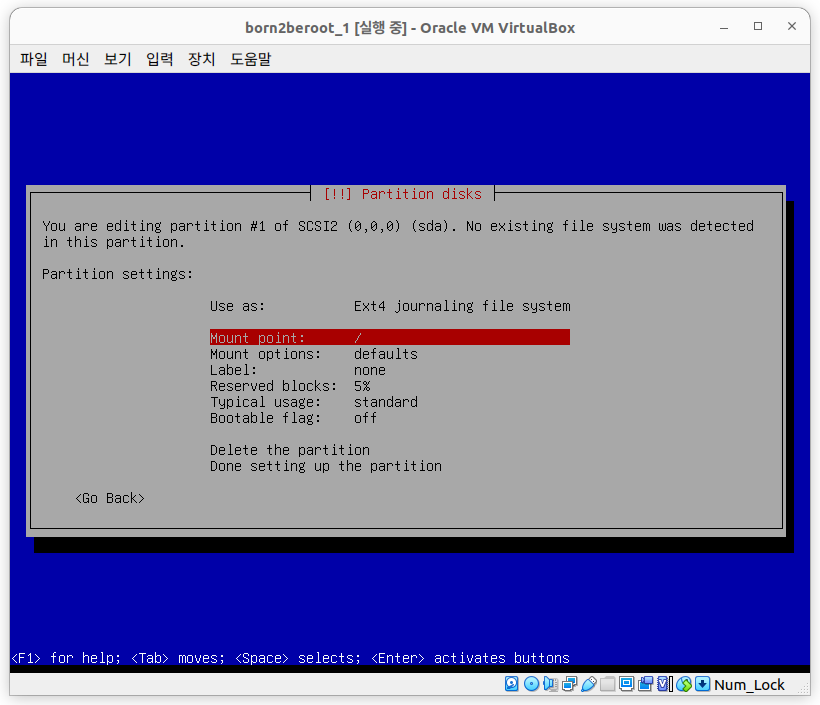 born2beroot_1 [실행 중] - Oracle VM VirtualBox
파일 머신 보기 입력 장치 도움말
[!!] Partition disks
You are editing partition #1 of SCSI2 (0,0,0) (sda). No existing file system was detected
in this partition.
Partition settings:
Use as: Ext4 journaling file system
Mount point: /
Mount options: defaults
Label: none
Reserved blocks: 5%
Typical usage: standard
Bootable flag: off
Delete the partition
Done setting up the partition
<Go Back>
<F1> for help; <Tab> moves; <Space> selects; <Enter> activates buttons
Num_Lock